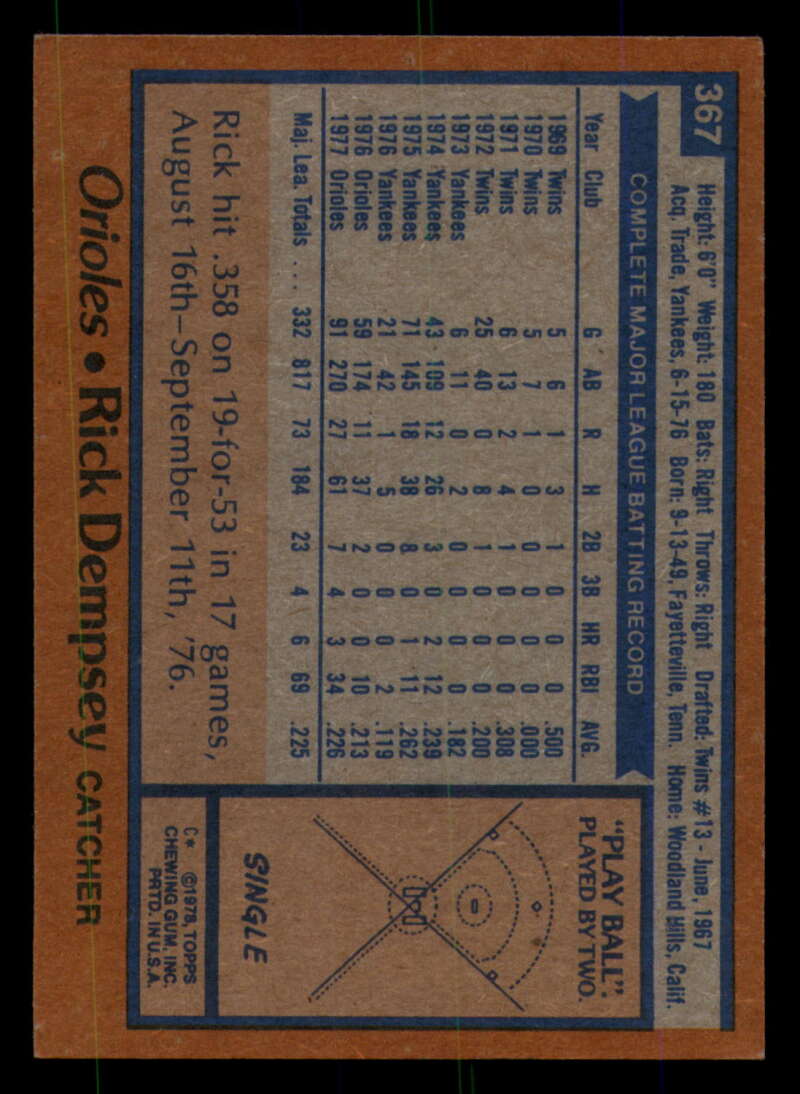 367
Height: 6'0" Weight: 180 Bats: Right Throws: Right Drafted: Twins #13 - June, 1967
Acq. Trade, Yankees, 6-15-76 Born: 9-13-49, Fayetteville, Tenn. Home: Woodland Mills, Calif.
COMPLETE MAJOR LEAGUE BATTING RECORD
Year Club G AB R H 2B 3B HR RBI AVG.
1969 Twins 5 6 1 3 1 0 0 0 .500
1970 Twins 5 7 1 0 0 0 0 0 .000
1971 Twins 6 13 2 4 1 0 0 0 .308
1972 Twins 25 40 0 8 1 0 0 0 .200
1973 Yankees 6 11 0 2 0 0 0 0 .182
1974 Yankees 43 109 12 26 3 0 2 12 .239
1975 Yankees 71 145 18 38 8 0 1 11 .262
1976 Yankees 21 42 1 5 0 0 0 2 .119
1976 Orioles 59 174 11 37 2 0 0 10 .213
1977 Orioles 91 270 27 61 7 4 3 34 .226
Maj. Lea. Totals .... 332 817 73 184 23 4 6 69 .225
Rick hit .358 on 19-for-53 in 17 games,
August 16th–September 11th, '76.
"PLAY BALL":
PLAYED BY TWO.
SINGLE
C* ©1978, TOPPS
CHEWING GUM, INC.
PRTD. IN U.S.A.
Orioles • Rick Dempsey CATCHER